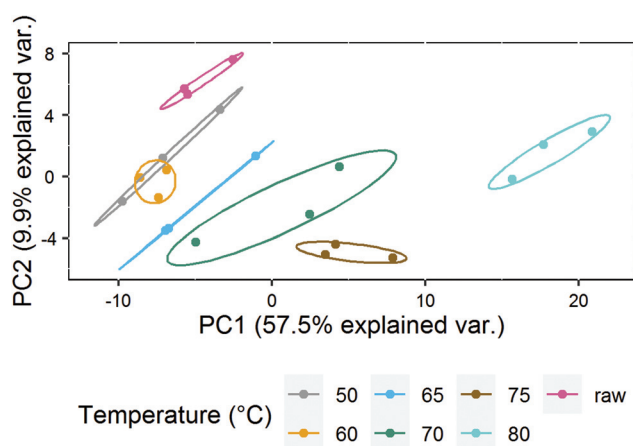 8
4
0
-4
PC2 (9.9% explained var.)
-10 0 10 20
PC1 (57.5% explained var.)
Temperature (°C)
50 65 75 raw
60 70 80